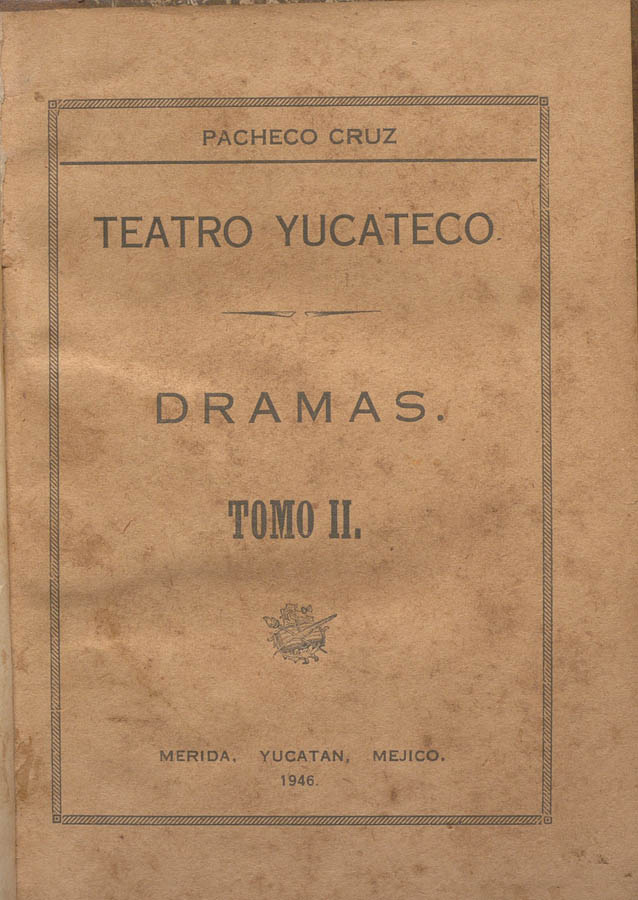 PACHECO CRUZ
TEATRO YUCATECO
DRAMAS.
TOMO II.
MERIDA, YUCATAN, MEJICO.
1946.